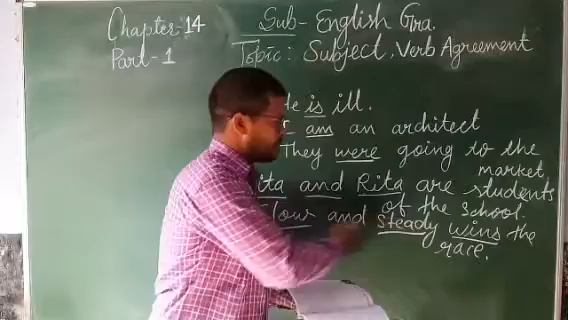 Chapter-14
Part-1
Sub- English Gra.
Topic: Subject, Verb Agreement
He is ill.
am an architect
They were going to the
market
ita and Rita are students
of the school.
low and steady wins the
race.